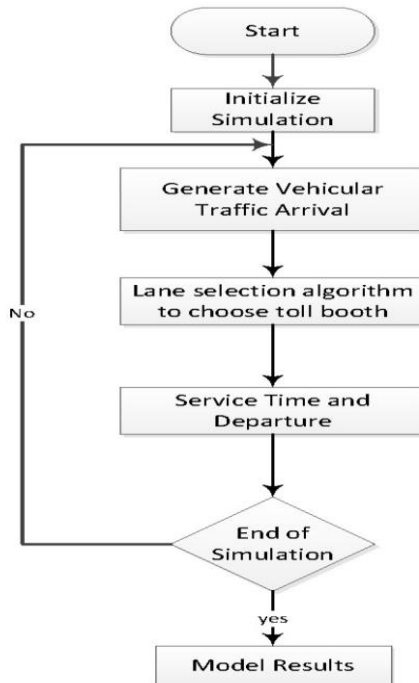 Start
Initialize
Simulation
Generate Vehicular
Traffic Arrival
Lane selection algorithm
to choose toll booth
No
Service Time and
Departure
End of
Simulation
yes
Model Results